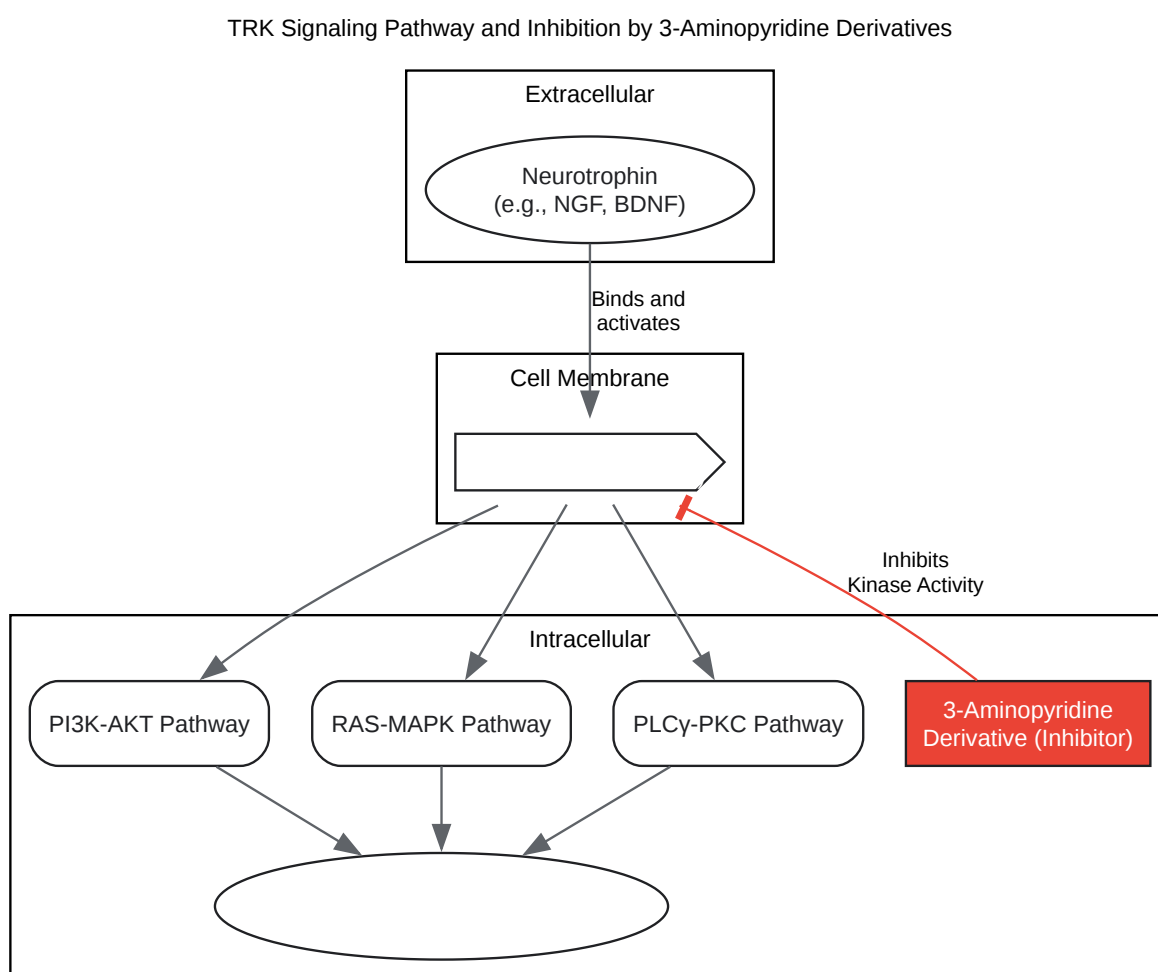 TRK Signaling Pathway and Inhibition by 3-Aminopyridine Derivatives
Extracellular
Neurotrophin
(e.g., NGF, BDNF)
Binds and
activates
Cell Membrane
Inhibits
Kinase Activity
Intracellular
PI3K-AKT Pathway
RAS-MAPK Pathway
PLCγ-PKC Pathway
3-Aminopyridine
Derivative (Inhibitor)